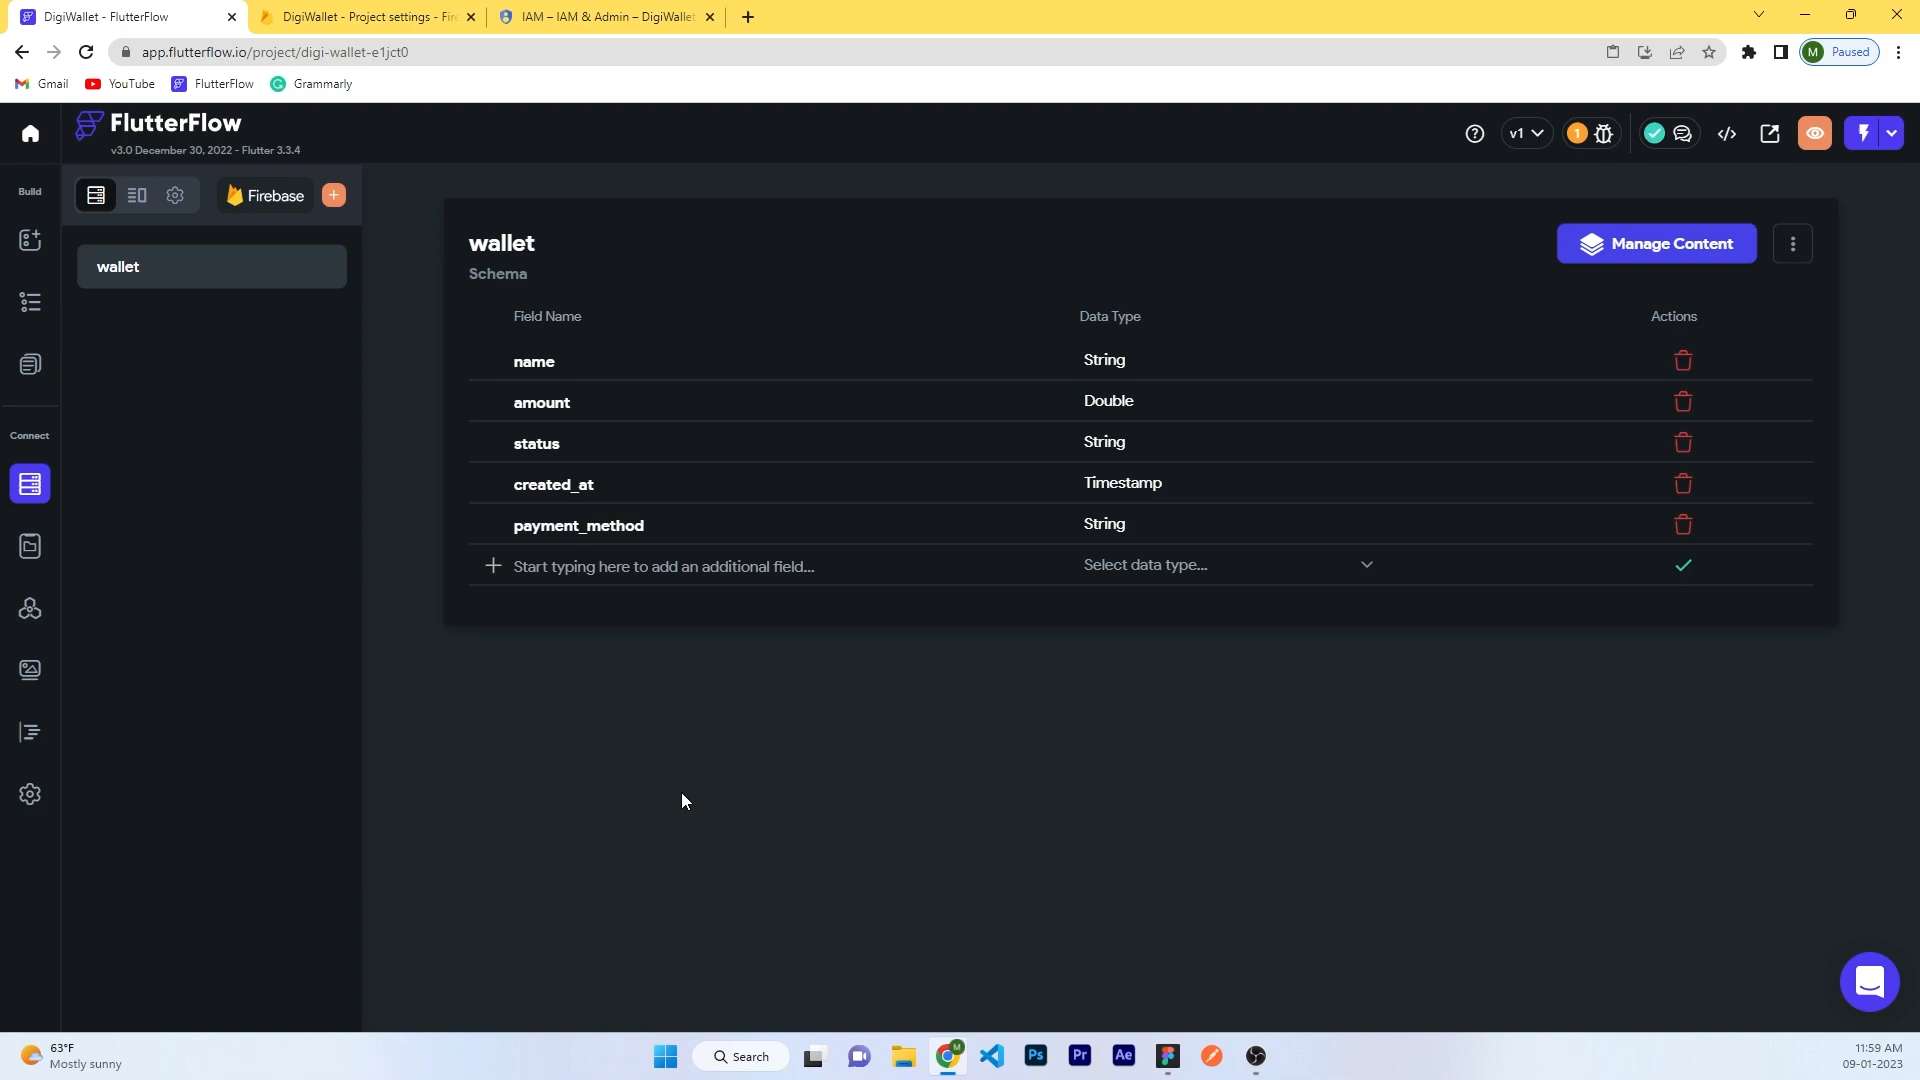 DigiWallet - FlutterFlow
DigiWallet - Project settings - Fire
IAM – IAM & Admin – DigiWallet
app.flutterflow.io/project/digi-wallet-e1jct0
M Paused
Gmail
YouTube
FlutterFlow
Grammarly
FlutterFlow
v3.0 December 30, 2022 - Flutter 3.3.4
v1
1
Build
Firebase
wallet
Connect
wallet
Schema
Manage Content
Field Name Data Type Actions
name String
amount Double
status String
created_at Timestamp
payment_method String
Start typing here to add an additional field... Select data type...
63°F
Mostly sunny
Search
M
Ps
Pr
Ae
11:59 AM
09-01-2023